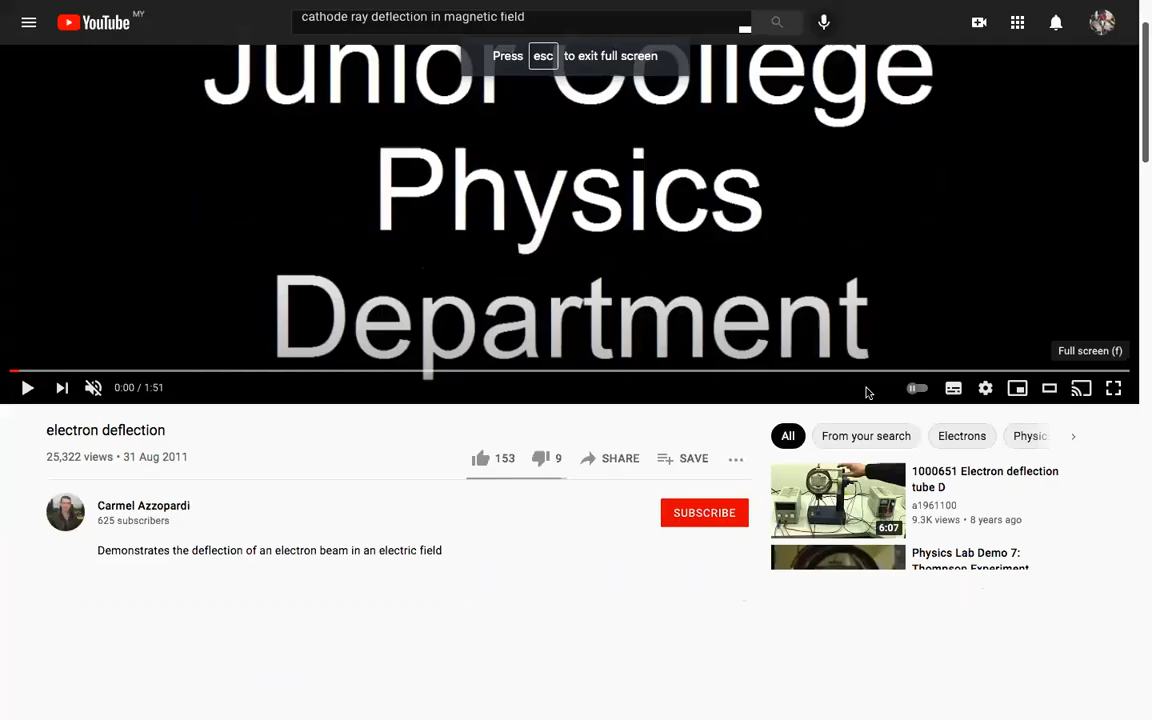 YouTube MY
cathode ray deflection in magnetic field
Press esc to exit full screen
Junior College
Physics
Department
Full screen (f)
0:00 / 1:51
electron deflection
25,322 views • 31 Aug 2011
153
9
SHARE
SAVE
Carmel Azzopardi
625 subscribers
SUBSCRIBE
Demonstrates the deflection of an electron beam in an electric field
All
From your search
Electrons
Physic
1000651 Electron deflection
tube D
a1961100
9.3K views • 8 years ago
6:07
Physics Lab Demo 7:
Thompson Experiment